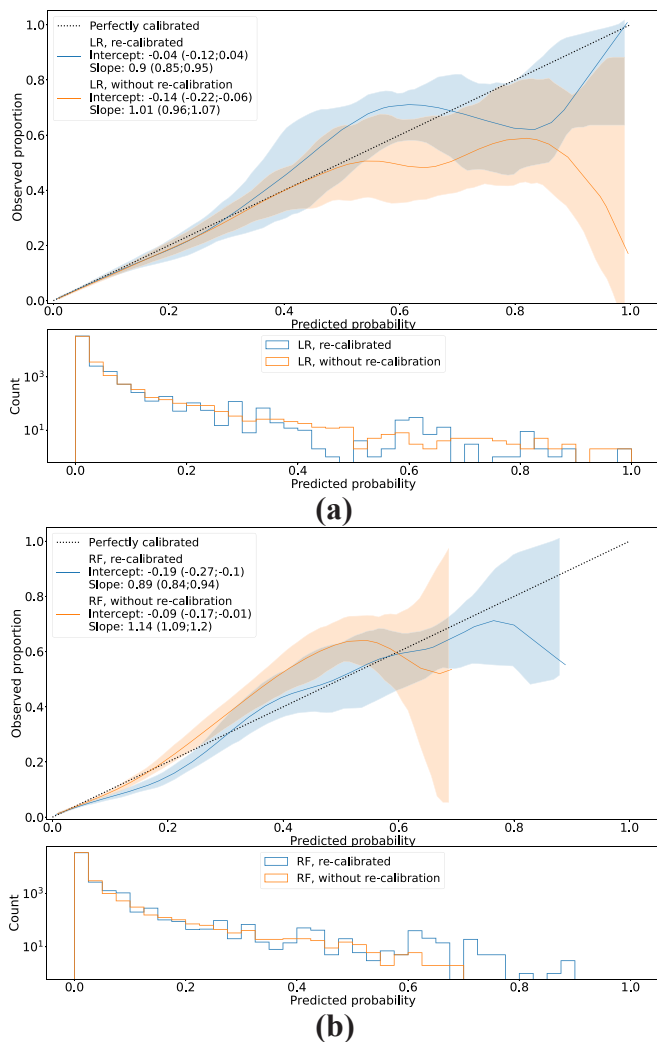 Perfectly calibrated
LR, re-calibrated
Intercept: -0.04 (-0.12;0.04)
Slope: 0.9 (0.85;0.95)
LR, without re-calibration
Intercept: -0.14 (-0.22;-0.06)
Slope: 1.01 (0.96;1.07)
Observed proportion
1.0
0.8
0.6
0.4
0.2
0.0
0.0 0.2 0.4 0.6 0.8 1.0
Predicted probability
LR, re-calibrated
LR, without re-calibration
Count
10³
10¹
0.0 0.2 0.4 0.6 0.8 1.0
Predicted probability
(a)
Perfectly calibrated
RF, re-calibrated
Intercept: -0.19 (-0.27;-0.1)
Slope: 0.89 (0.84;0.94)
RF, without re-calibration
Intercept: -0.09 (-0.17;-0.01)
Slope: 1.14 (1.09;1.2)
Observed proportion
1.0
0.8
0.6
0.4
0.2
0.0
0.0 0.2 0.4 0.6 0.8 1.0
Predicted probability
RF, re-calibrated
RF, without re-calibration
Count
10³
10¹
0.0 0.2 0.4 0.6 0.8 1.0
Predicted probability
(b)